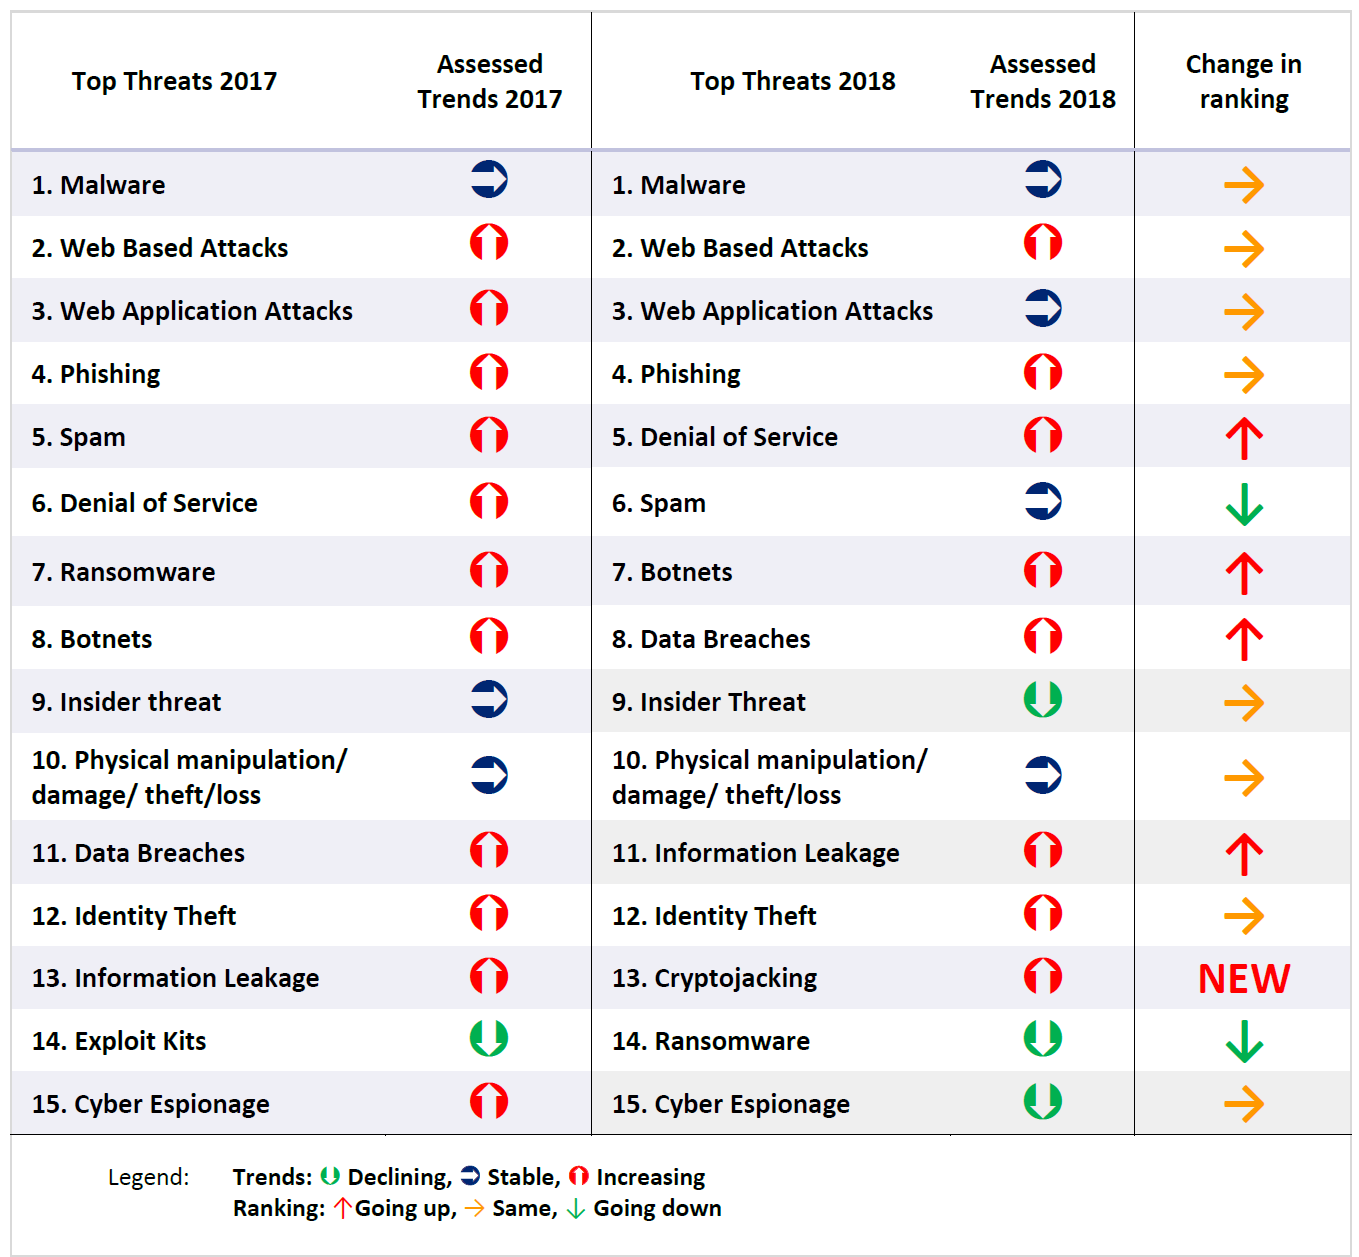 Top Threats 2017 Assessed Trends 2017 Top Threats 2018 Assessed Trends 2018 Change in ranking
1. Malware 1. Malware
2. Web Based Attacks 2. Web Based Attacks
3. Web Application Attacks 3. Web Application Attacks
4. Phishing 4. Phishing
5. Spam 5. Denial of Service
6. Denial of Service 6. Spam
7. Ransomware 7. Botnets
8. Botnets 8. Data Breaches
9. Insider threat 9. Insider Threat
10. Physical manipulation/ 10. Physical manipulation/
damage/ theft/loss damage/ theft/loss
11. Data Breaches 11. Information Leakage
12. Identity Theft 12. Identity Theft
13. Information Leakage 13. Cryptojacking NEW
14. Exploit Kits 14. Ransomware
15. Cyber Espionage 15. Cyber Espionage
Legend: Trends: Declining, Stable, Increasing
Ranking: Going up, Same, Going down